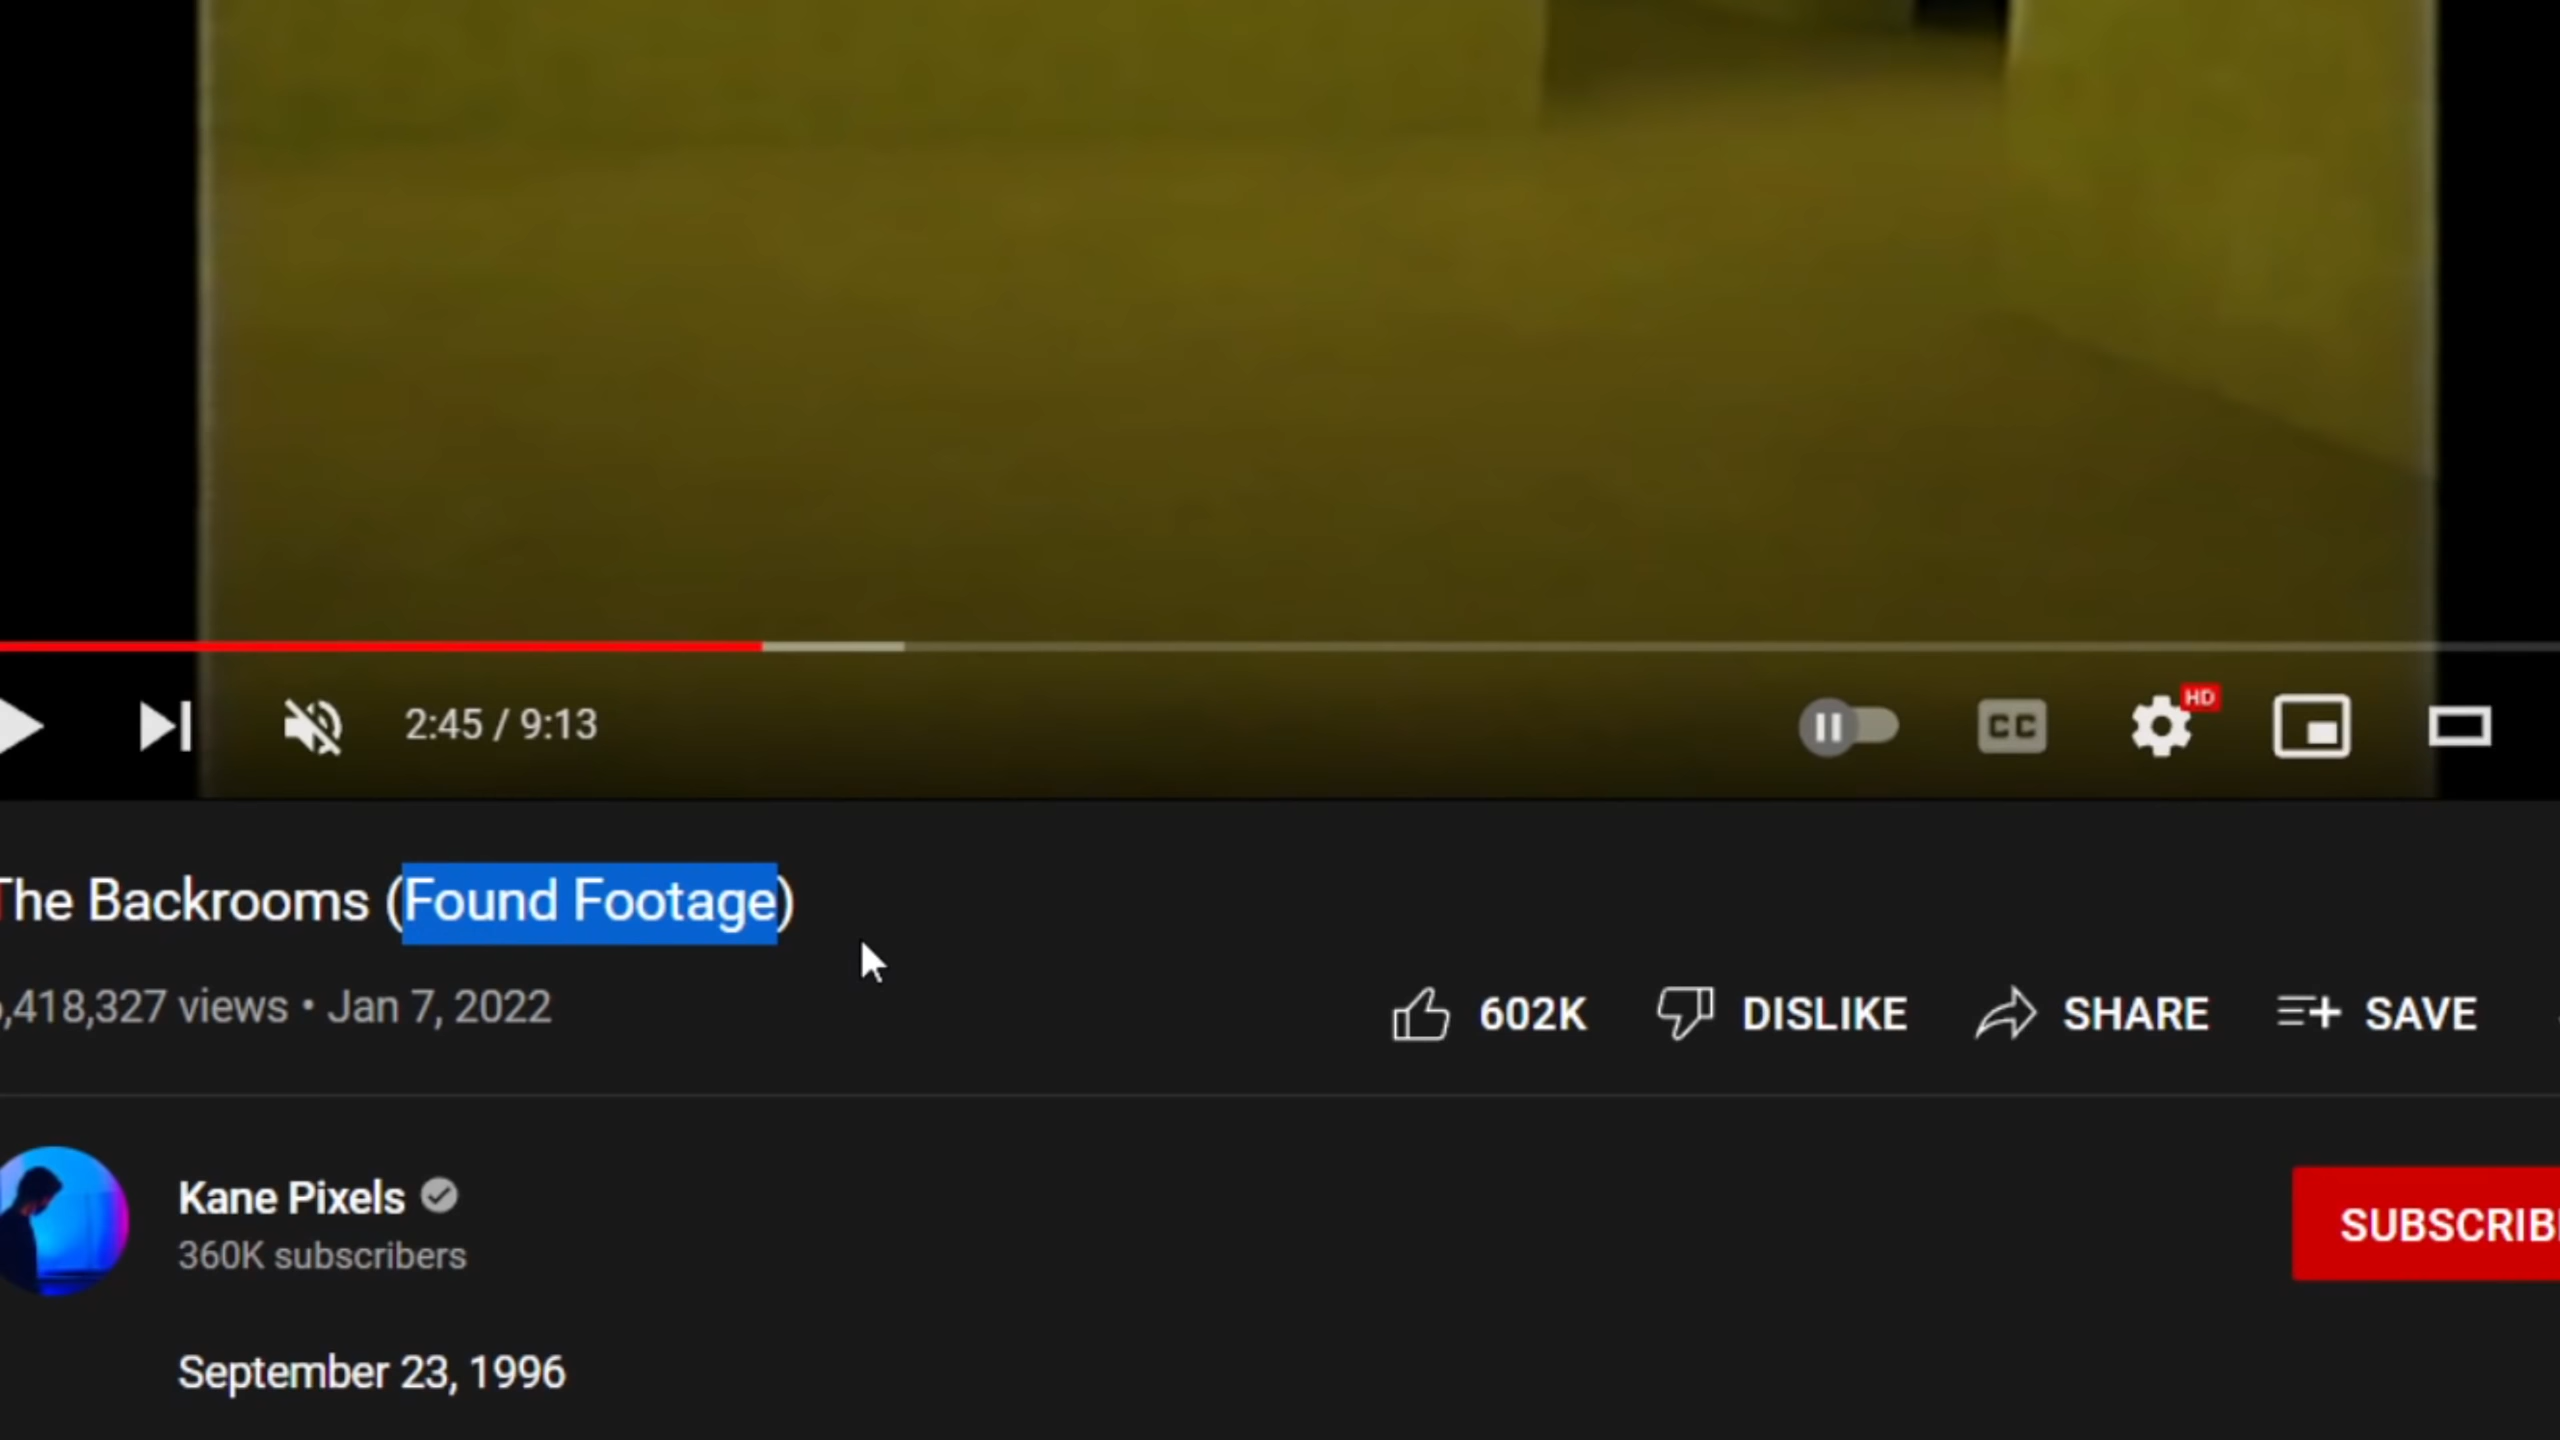 HD
2:45 / 9:13
CC
The Backrooms (Found Footage)
,418,327 views • Jan 7, 2022
602K
DISLIKE
SHARE
SAVE
Kane Pixels
360K subscribers
SUBSCRIBE
September 23, 1996